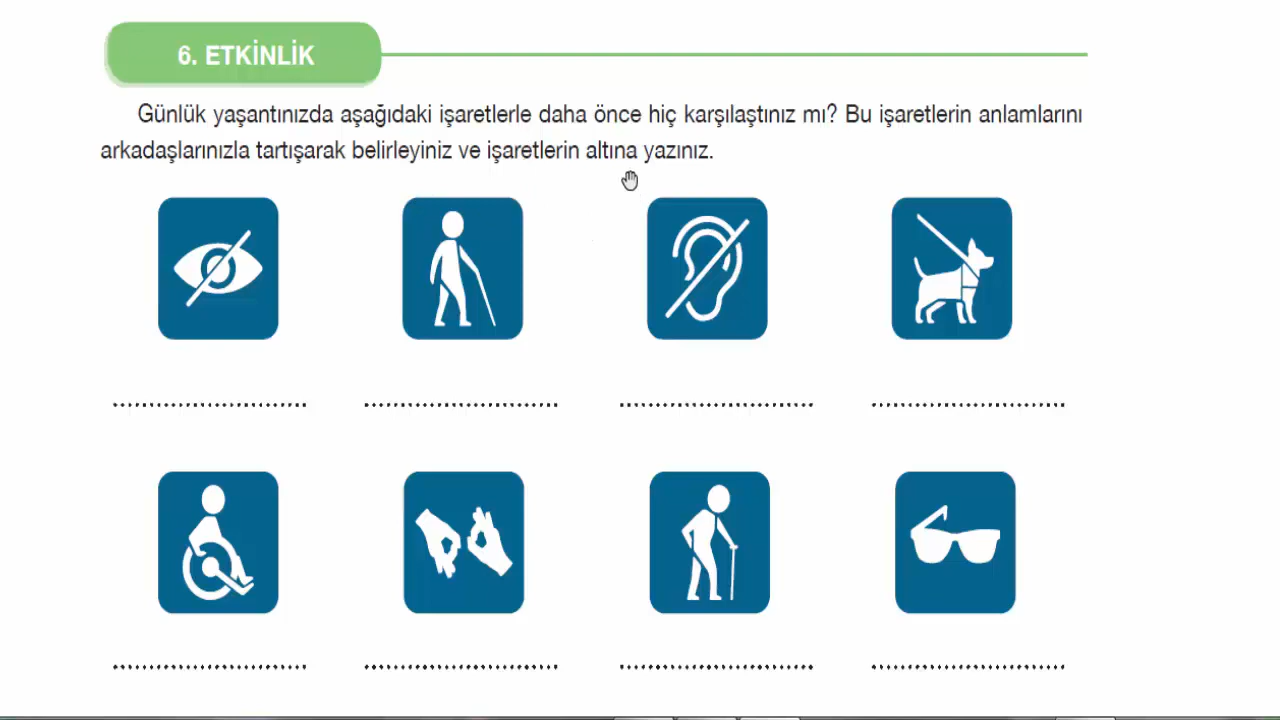 6. ETKİNLİK
Günlük yaşantınızda aşağıdaki işaretlerle daha önce hiç karşılaştınız mı? Bu işaretlerin anlamlarını
arkadaşlarınızla tartışarak belirleyiniz ve işaretlerin altına yazınız.